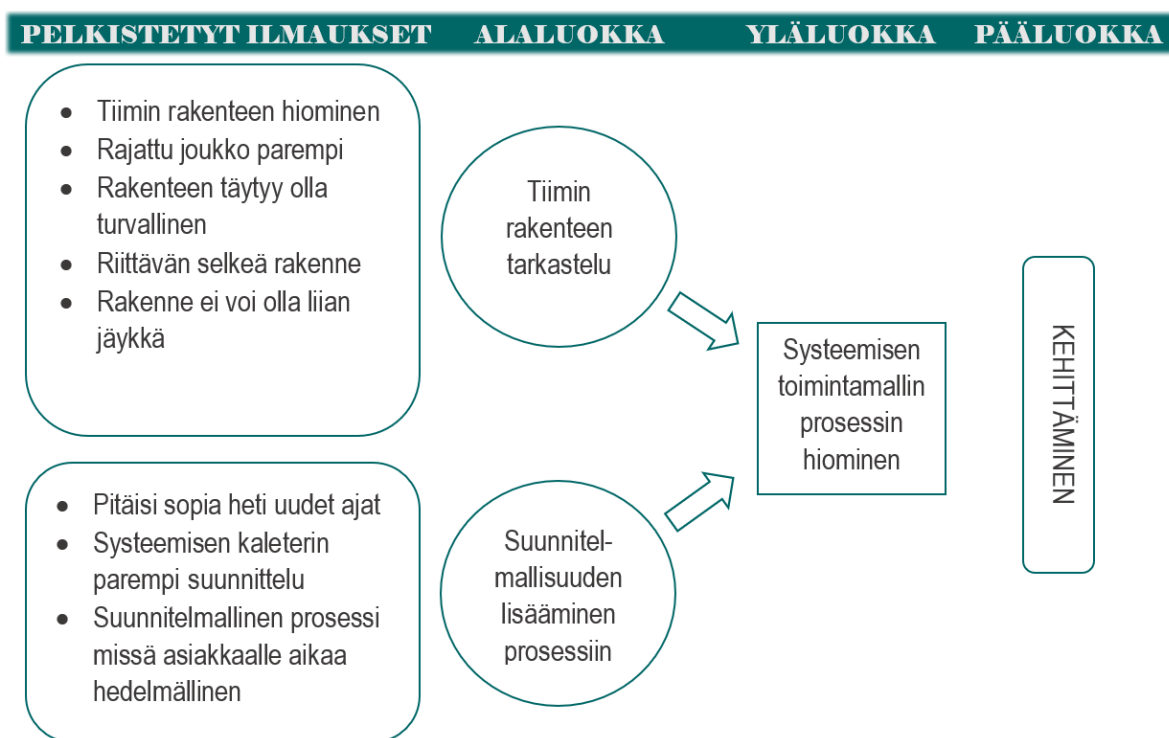 PELKISTETYT ILMAUKSET ALALUOKKA YLÄLUOKKA PÄÄLUOKKA
● Tiimin rakenteen hiominen
● Rajattu joukko parempi
● Rakenteen täytyy olla
turvallinen
● Riittävän selkeä rakenne
● Rakenne ei voi olla liian
jäykkä
Tiimin
rakenteen
tarkastelu
● Pitäisi sopia heti uudet ajat
● Systeemisen kaleterin
parempi suunnittelu
● Suunnitelmallinen prosessi
missä asiakkaalle aikaa
hedelmällinen
Suunnitel-
mallisuuden
lisääminen
prosessiin
Systeemisen
toimintamallin
prosessin
hiominen
KEHITTÄMINEN